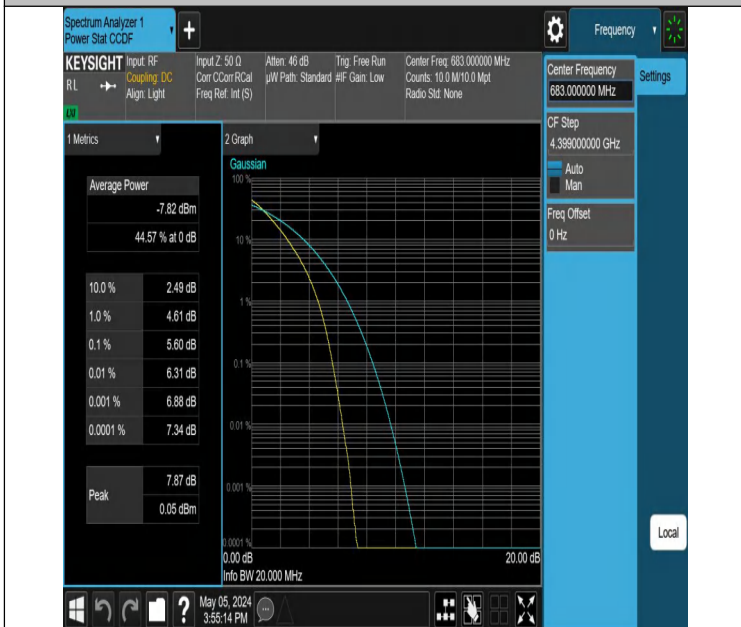 Spectrum Analyzer 1
Power Stat CCDF
+
Frequency
KEYSIGHT
RL
LXI
Input: RF
Coupling: DC
Align: Light
Input Z: 50 Ω
Corr CCorr RCal
Freq Ref: Int (S)
Atten: 46 dB
µW Path: Standard
Trig: Free Run
#IF Gain: Low
Center Freq: 683.000000 MHz
Counts: 10.0 M/10.0 Mpt
Radio Std: None
Center Frequency
683.000000 MHz
Settings
CF Step
4.399000000 GHz
Auto
Man
Freq Offset
0 Hz
1 Metrics
Average Power
-7.82 dBm
44.57 % at 0 dB
10.0 % 2.49 dB
1.0 % 4.61 dB
0.1 % 5.60 dB
0.01 % 6.31 dB
0.001 % 6.88 dB
0.0001 % 7.34 dB
Peak
7.87 dB
0.05 dBm
2 Graph
Gaussian
100 %
10 %
1 %
0.1 %
0.01 %
0.001 %
0.0001 %
0.00 dB
20.00 dB
Info BW 20.000 MHz
Local
?
May 05, 2024
3:55:14 PM